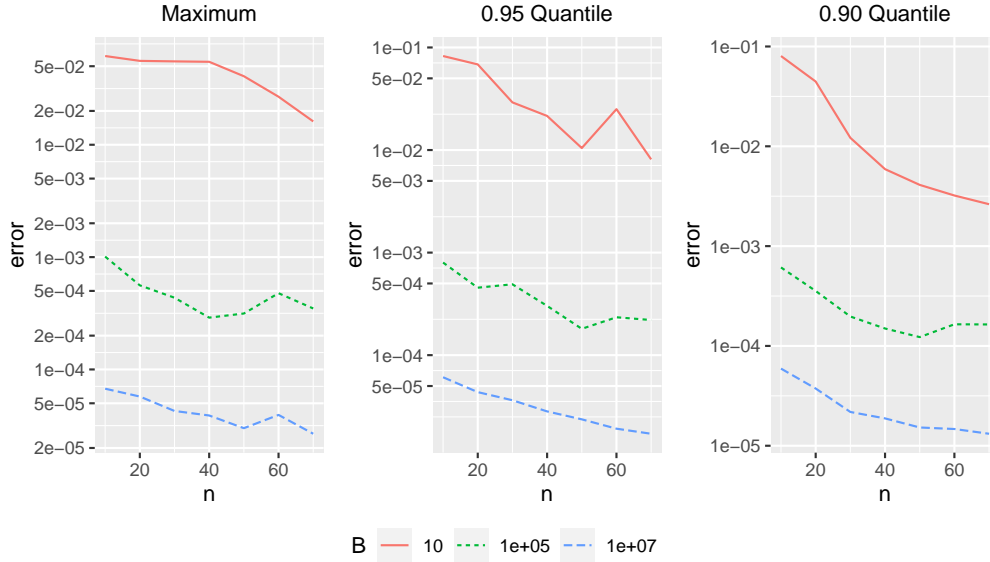 Maximum
0.95 Quantile
0.90 Quantile
error
5e-02
2e-02
1e-02
5e-03
2e-03
1e-03
5e-04
2e-04
1e-04
5e-05
2e-05
20
40
60
n
error
1e-01
5e-02
1e-02
5e-03
1e-03
5e-04
1e-04
5e-05
20
40
60
n
error
1e-01
1e-02
1e-03
1e-04
1e-05
20
40
60
n
B 10 1e+05 1e+07